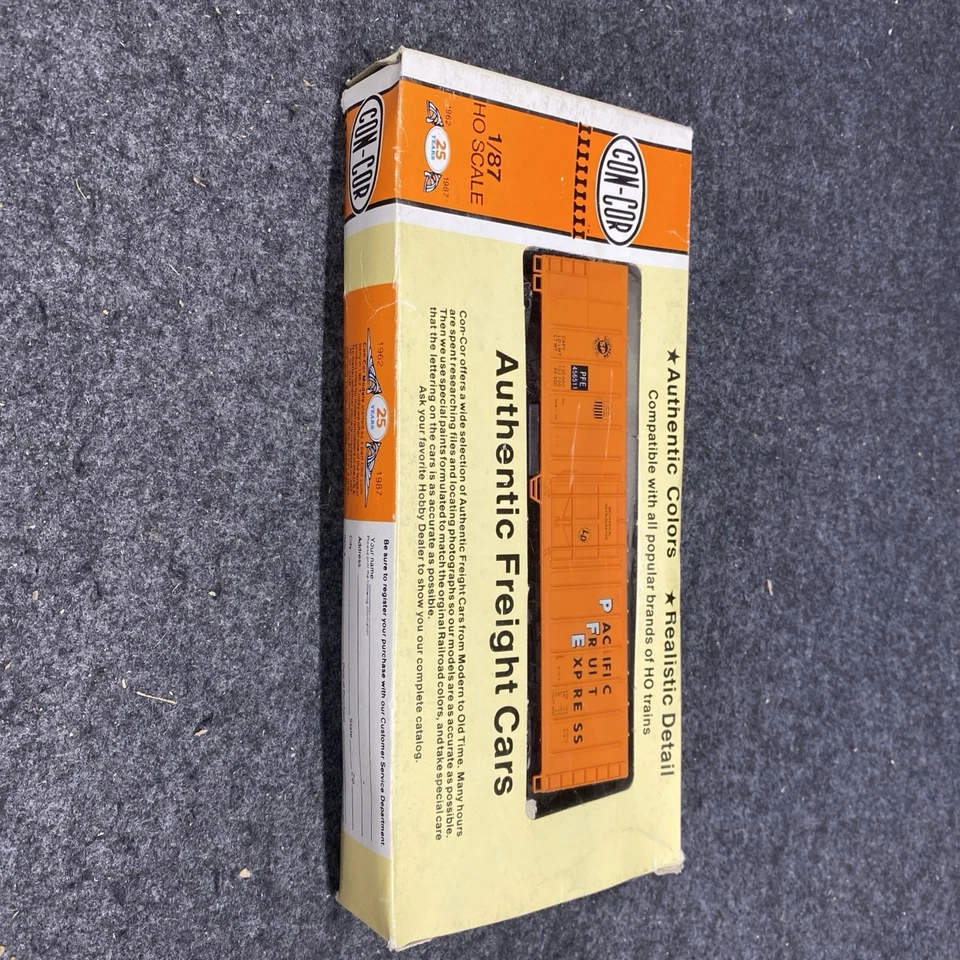 CON-COR
1/87
HO SCALE
1962
25
YEARS
1987
★Authentic Colors ★Realistic Detail
Compatible with all popular brands of HO trains
PFE
456511
PACIFIC
FRUIT
EXPRESS
Authentic Freight Cars
Con-Cor offers a wide selection of Authentic Freight Cars from Modern to Old Time. Many hours
are spent researching files and locating photographs so our models are as accurate as possible.
Then we use special paints formulated to match the orginal Railroad colors, and take special care
that the lettering on the cars is as accurate as possible.
Ask your favorite Hobby Dealer to show you our complete catalog.
CON-COR
1962
25
YEARS
1987
Be sure to register your purchase with our Customer Service Department.
Your name
Address
City
State
Zip